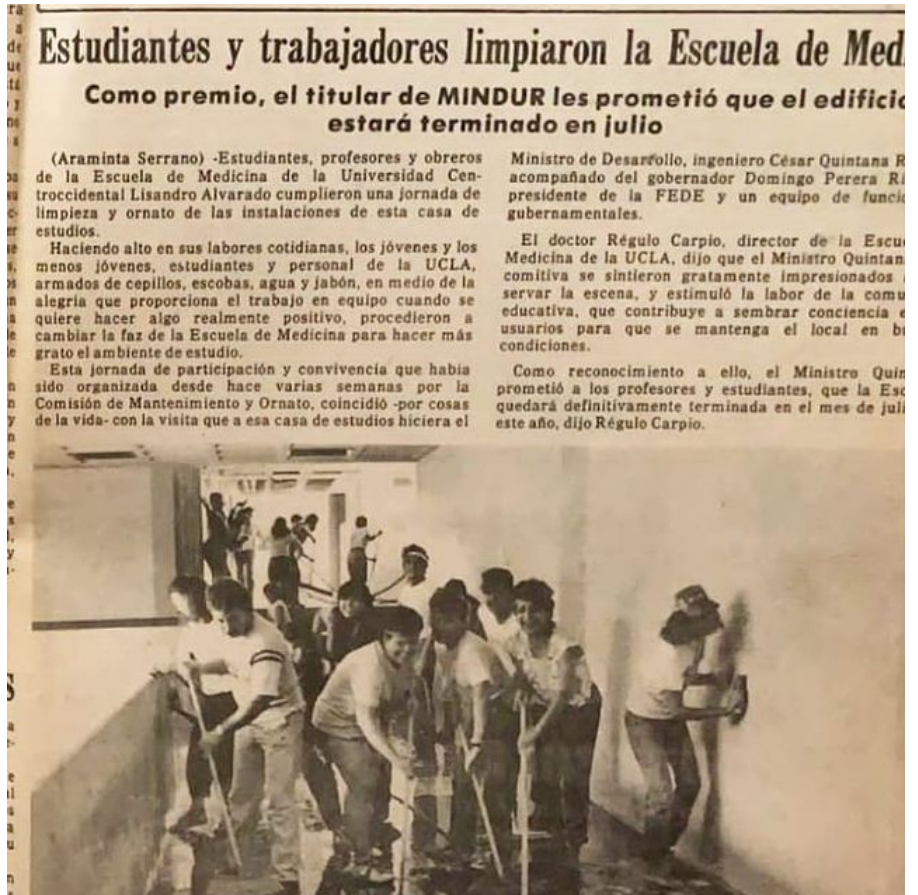 Estudiantes y trabajadores limpiaron la Escuela de Med
Como premio, el titular de MINDUR les prometió que el edificio
estará terminado en julio
(Araminta Serrano) -Estudiantes, profesores y obreros
de la Escuela de Medicina de la Universidad Cen-
troccidental Lisandro Alvarado cumplieron una jornada de
limpieza y ornato de las instalaciones de esta casa de
estudios.
Haciendo alto en sus labores cotidianas, los jóvenes y los
menos jóvenes, estudiantes y personal de la UCLA,
armados de cepillos, escobas, agua y jabón, en medio de la
alegria que proporciona el trabajo en equipo cuando se
quiere hacer algo realmente positivo, procedieron a
cambiar la faz de la Escuela de Medicina para hacer más
grato el ambiente de estudio.
Esta jornada de participación y convivencia que había
sido organizada desde hace varias semanas por la
Comisión de Mantenimiento y Ornato, coincidió -por cosas
de la vida- con la visita que a esa casa de estudios hiciera el
Ministro de Desarfollo, ingeniero César Quintana R
acompañado del gobernador Domingo Perera Ri
presidente de la FEDE y un equipo de funcio
gubernamentales.
El doctor Régulo Carpio, director de la Escue
Medicina de la UCLA, dijo que el Ministro Quintana
comitiva se sintieron gratamente impresionados
servar la escena, y estimuló la labor de la comu
educativa, que contribuye a sembrar conciencia e
usuarios para que se mantenga el local en bu
condiciones.
Como reconocimiento a ello, el Ministro Quin
prometió a los profesores y estudiantes, que la Esc
quedará definitivamente terminada en el mes de juli
este año, dijo Régulo Carpio.